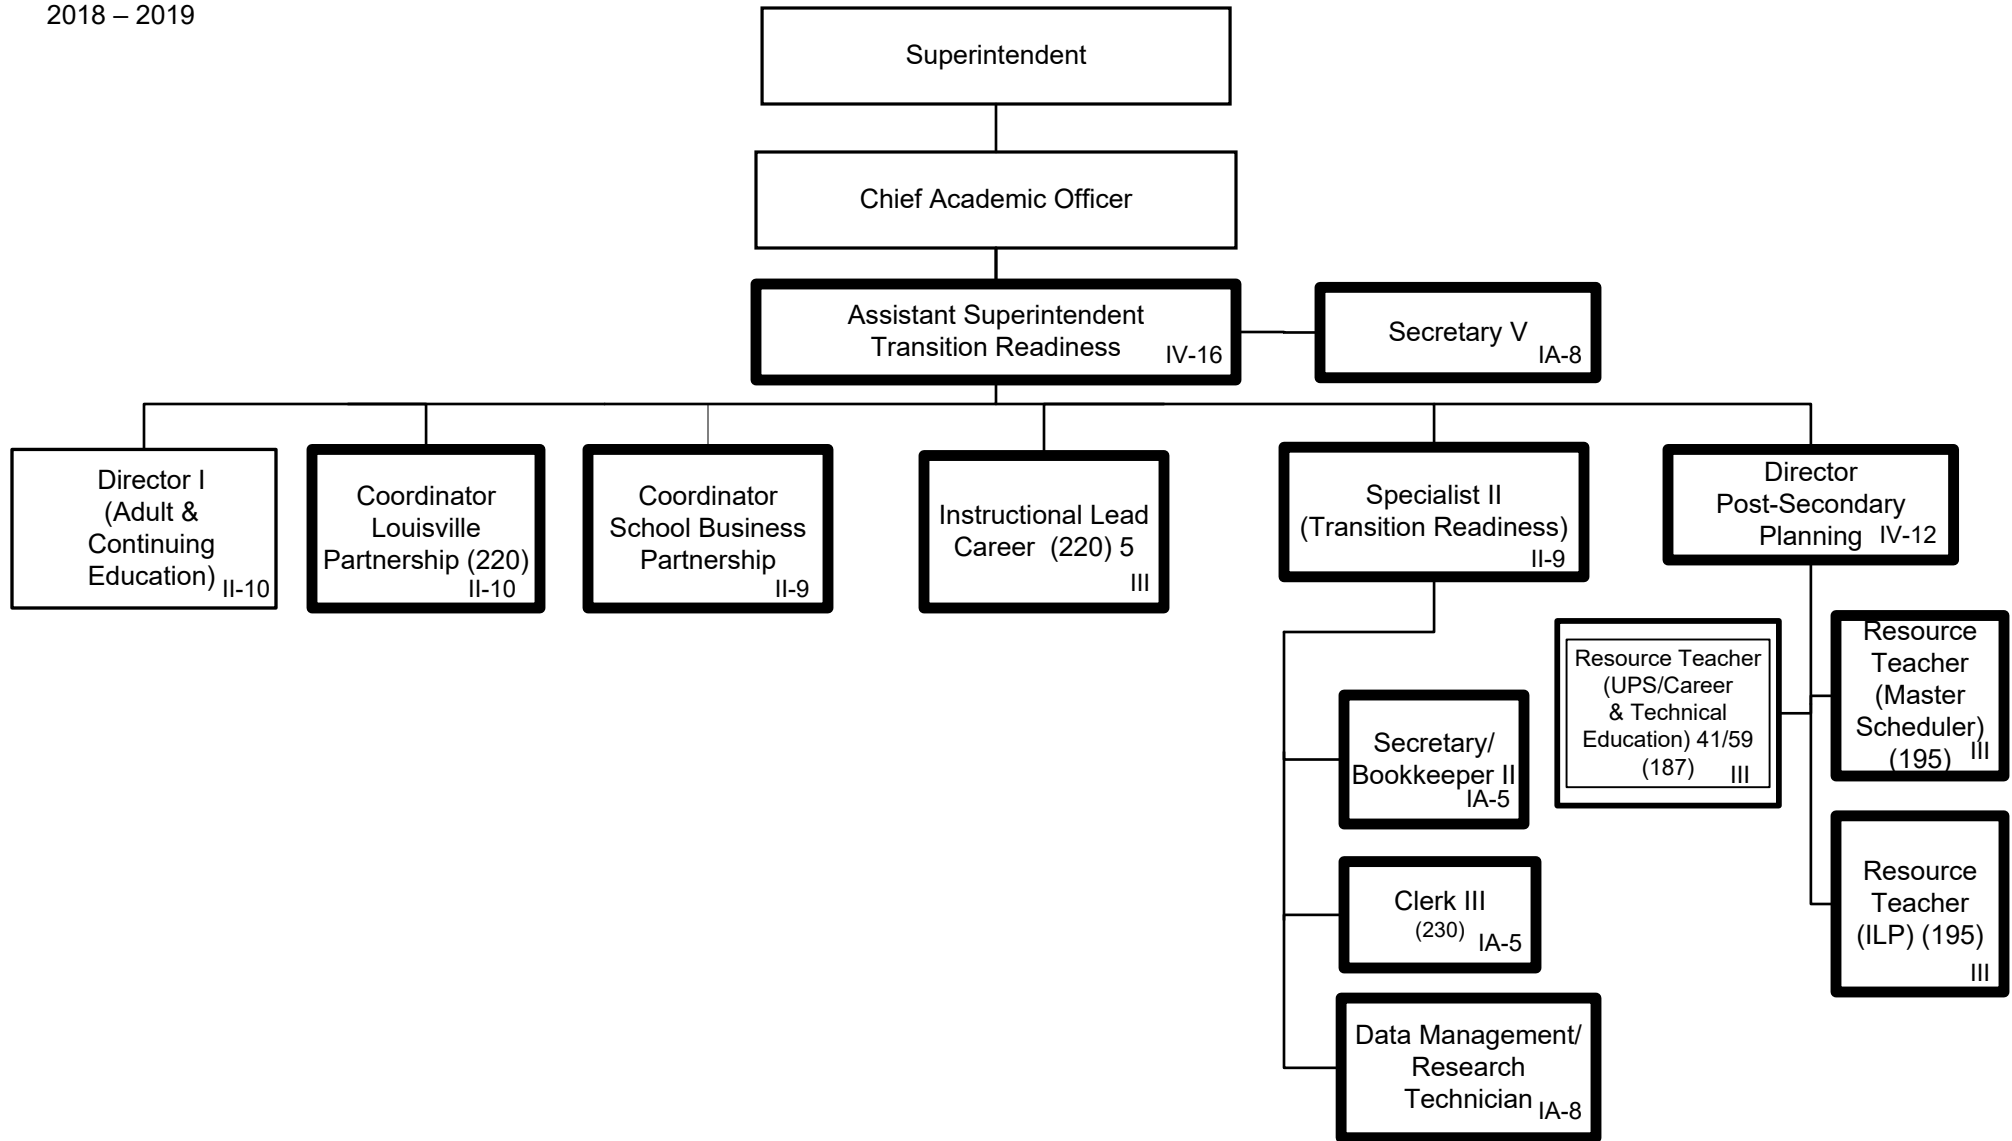 2018 – 2019
Superintendent
Chief Academic Officer
Assistant Superintendent
Transition Readiness
IV-16
Secretary V
IA-8
Director I
(Adult &
Continuing
Education)
II-10
Coordinator
Louisville
Partnership (220)
II-10
Coordinator
School Business
Partnership
II-9
Instructional Lead
Career (220) 5
III
Specialist II
(Transition Readiness)
II-9
Director
Post-Secondary
Planning IV-12
Resource Teacher
(UPS/Career
& Technical
Education) 41/59
(187) III
Resource
Teacher
(Master
Scheduler)
(195) III
Secretary/
Bookkeeper II
IA-5
Clerk III
(230)
IA-5
Resource
Teacher
(ILP) (195)
III
Data Management/
Research
Technician
IA-8